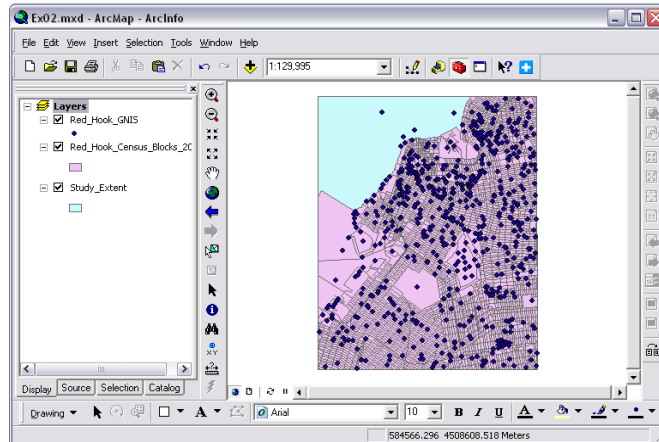 Ex02.mxd - ArcMap - ArcInfo
File Edit View Insert Selection Tools Window Help
1:129,995
Layers
Red_Hook_GNIS
Red_Hook_Census_Blocks_20
Study_Extent
XY
Display Source Selection Catalog
Drawing A Arial 10 B I U A
584566.296 4508608.518 Meters